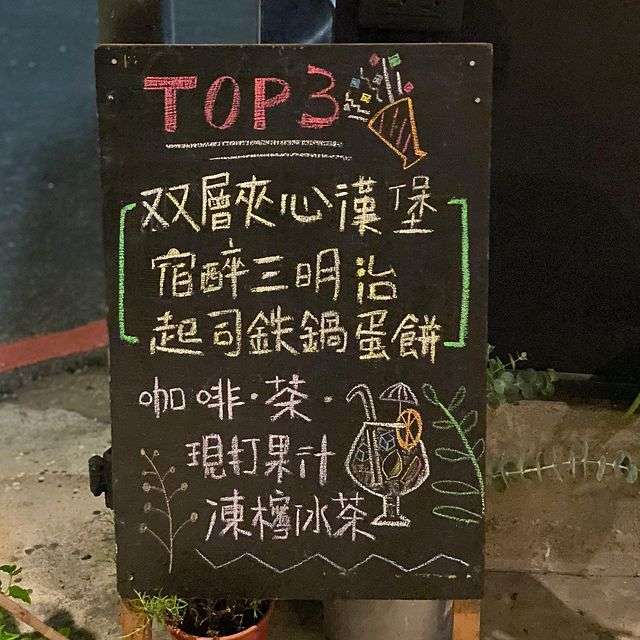 TOP3
双層夾心漢堡
宿醉三明治
起司鉄鍋蛋餅
咖啡·茶·
現打果汁
凍檸冰茶